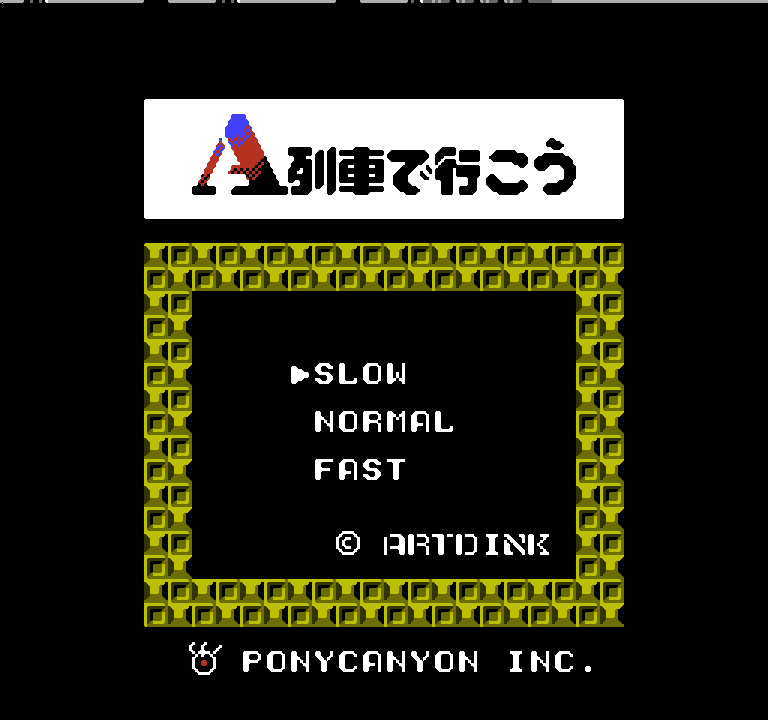 A列車で行こう
▶SLOW
NORMAL
FAST
© ARTDINK
PONYCANYON INC.